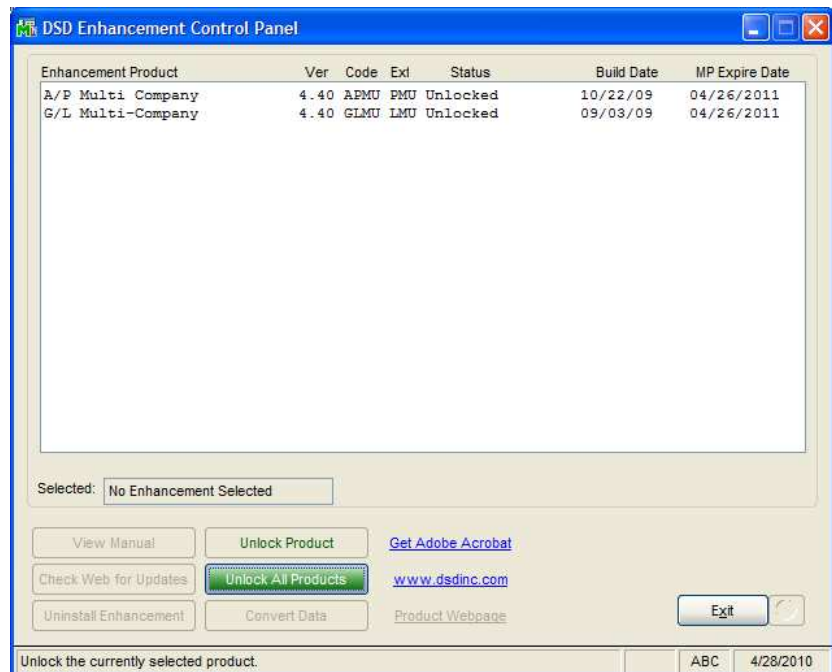 DSD Enhancement Control Panel
Enhancement Product Ver Code Ext Status Build Date MP Expire Date
A/P Multi Company 4.40 APMU PMU Unlocked 10/22/09 04/26/2011
G/L Multi-Company 4.40 GLMU LMU Unlocked 09/03/09 04/26/2011
Selected: No Enhancement Selected
View Manual Unlock Product Get Adobe Acrobat
Check Web for Updates Unlock All Products www.dsdinc.com
Uninstall Enhancement Convert Data Product Webpage Exit
Unlock the currently selected product. ABC 4/28/2010